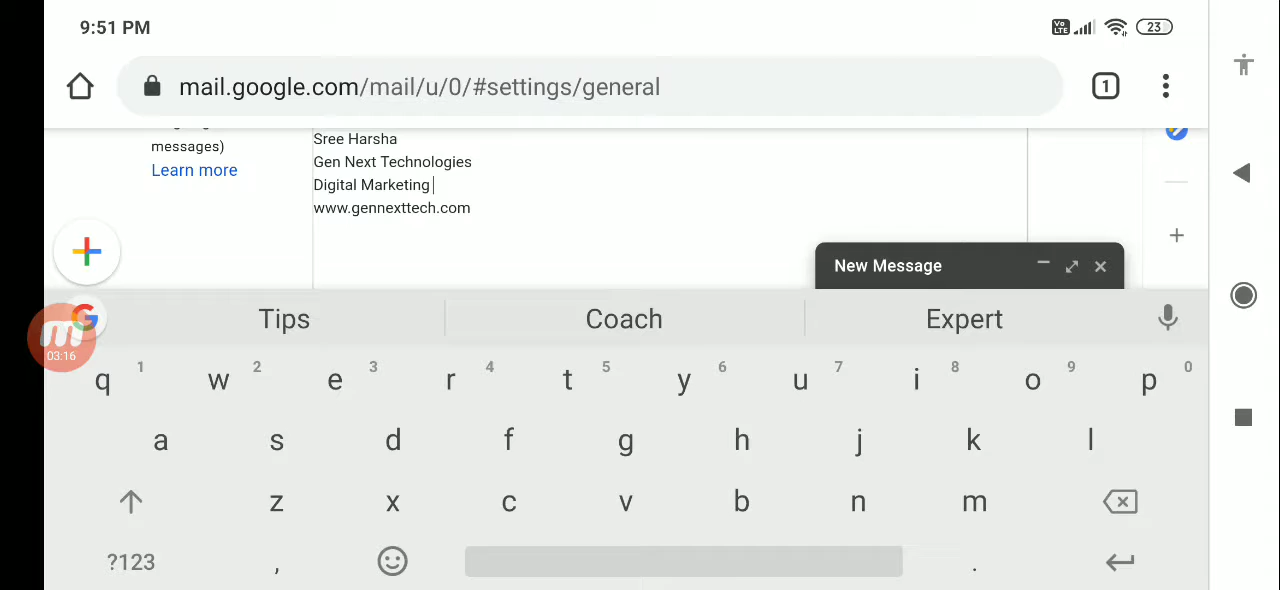 9:51 PM
Vo LTE
23
mail.google.com/mail/u/0/#settings/general
1
messages)
Learn more
Sree Harsha
Gen Next Technologies
Digital Marketing
www.gennexttech.com
New Message
03:16
Tips Coach Expert
1 2 3 4 5 6 7 8 9 0
q w e r t y u i o p
a s d f g h j k l
z x c v b n m
?123 , .